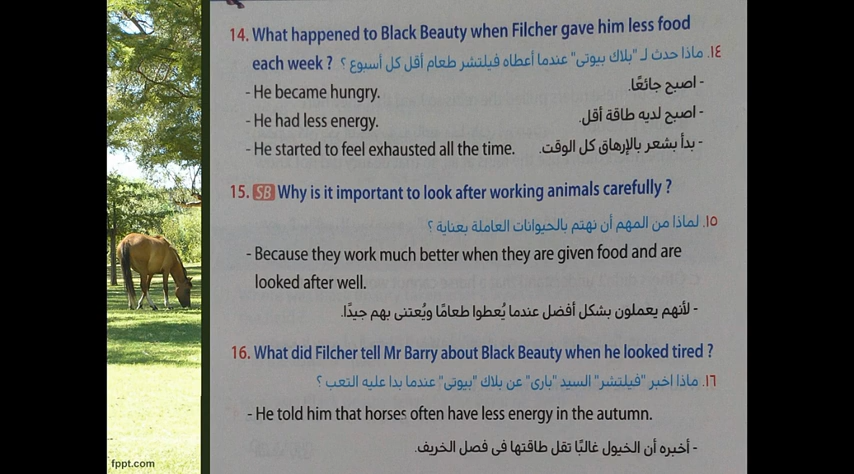 14. What happened to Black Beauty when Filcher gave him less food
each week ?
١٤. ماذا حدث لـ "بلاك بيوتى" عندما أعطاه فيلتشر طعام أقل كل أسبوع ؟
- He became hungry.
- اصبح جائعًا.
- He had less energy.
- اصبح لديه طاقة أقل.
- He started to feel exhausted all the time.
- بدأ بشعر بالإرهاق كل الوقت.
15. SB Why is it important to look after working animals carefully ?
١٥. لماذا من المهم أن نهتم بالحيوانات العاملة بعناية ؟
- Because they work much better when they are given food and are
looked after well.
- لأنهم يعملون بشكل أفضل عندما يُعطوا طعامًا ويُعتنى بهم جيدًا.
16. What did Filcher tell Mr Barry about Black Beauty when he looked tired ?
١٦. ماذا اخبر "فيلتشر" السيد "بارى" عن بلاك "بيوتى" عندما بدا عليه التعب ؟
- He told him that horses often have less energy in the autumn.
- أخبره أن الخيول غالبًا تقل طاقتها فى فصل الخريف.
fppt.com